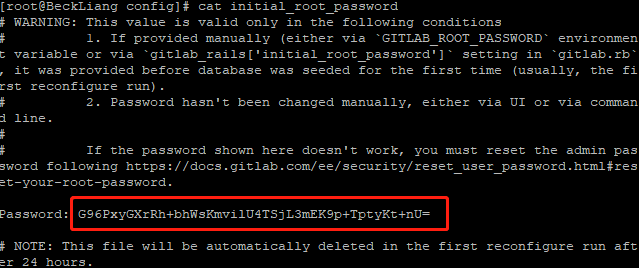 [root@BeckLiang config]# cat initial_root_password
# WARNING: This value is valid only in the following conditions
#          1. If provided manually (either via `GITLAB_ROOT_PASSWORD` environmen
t variable or via `gitlab_rails['initial_root_password']` setting in `gitlab.rb`
, it was provided before database was seeded for the first time (usually, the fi
rst reconfigure run).
#          2. Password hasn't been changed manually, either via UI or via comman
d line.
#
#          If the password shown here doesn't work, you must reset the admin pas
sword following https://docs.gitlab.com/ee/security/reset_user_password.html#res
et-your-root-password.
Password: G96PxyGXrRh+bhWsKmvilU4TSjL3mEK9p+TptyKt+nU=
# NOTE: This file will be automatically deleted in the first reconfigure run aft
er 24 hours.